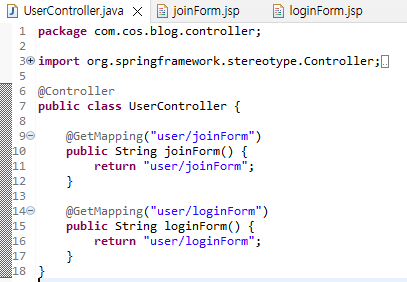 UserController.java joinForm.jsp loginForm.jsp
1 package com.cos.blog.controller;
2
3 import org.springframework.stereotype.Controller;
5
6 @Controller
7 public class UserController {
8
9 @GetMapping("user/joinForm")
10 public String joinForm() {
11 return "user/joinForm";
12 }
13
14 @GetMapping("user/loginForm")
15 public String loginForm() {
16 return "user/loginForm";
17 }
18 }